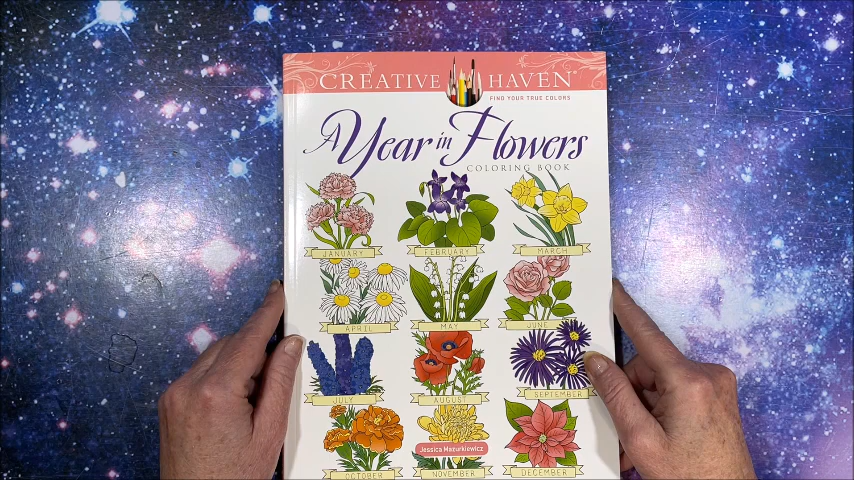 CREATIVE HAVEN®
FIND YOUR TRUE COLORS
A Year in Flowers
COLORING BOOK
JANUARY
FEBRUARY
MARCH
APRIL
MAY
JUNE
JULY
AUGUST
SEPTEMBER
OCTOBER
NOVEMBER
DECEMBER
Jessica Mazurkiewicz